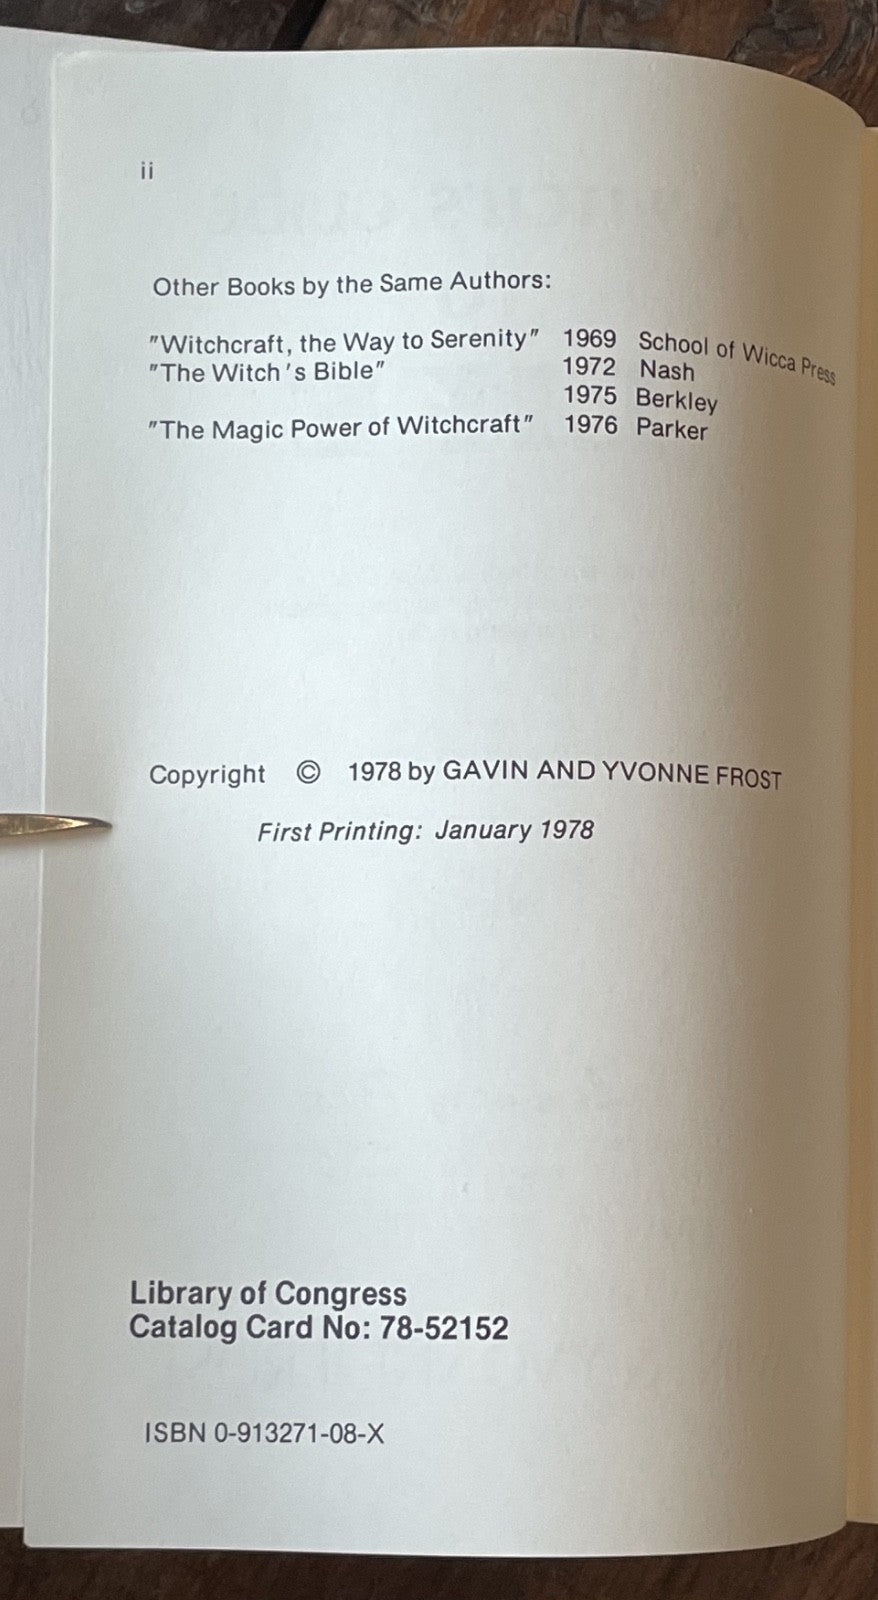 ii
Other Books by the Same Authors:
"Witchcraft, the Way to Serenity" 1969 School of Wicca Press
"The Witch's Bible" 1972 Nash
1975 Berkley
"The Magic Power of Witchcraft" 1976 Parker
Copyright © 1978 by GAVIN AND YVONNE FROST
First Printing: January 1978
Library of Congress
Catalog Card No: 78-52152
ISBN 0-913271-08-X